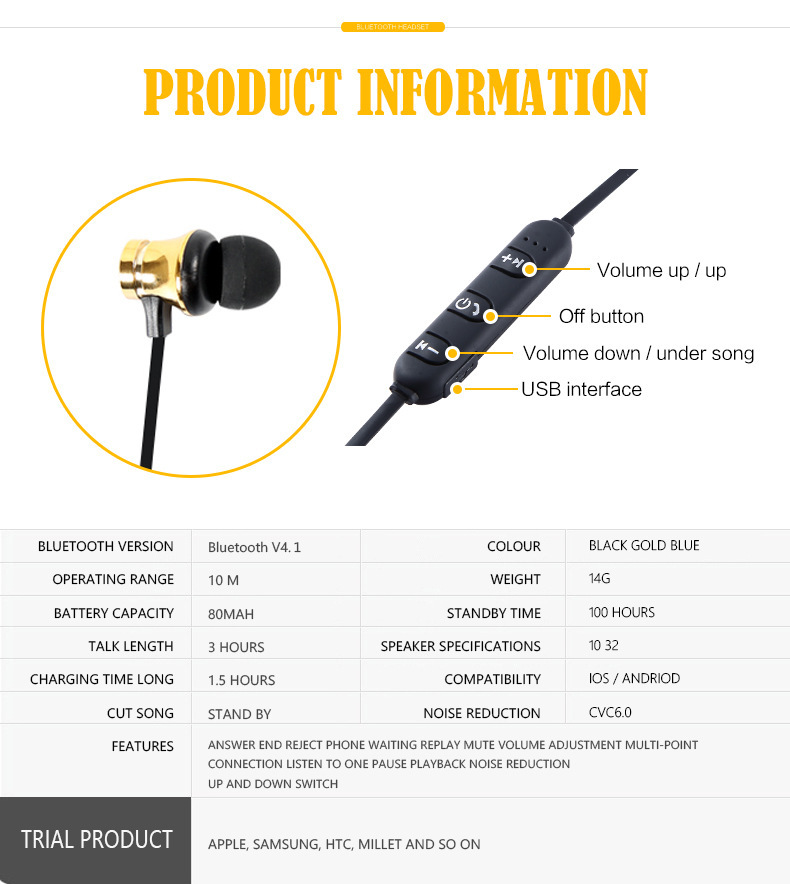 BLUETOOTH HEADSET
PRODUCT INFORMATION
Volume up / up
Off button
Volume down / under song
USB interface
BLUETOOTH VERSION Bluetooth V4.1 COLOUR BLACK GOLD BLUE
OPERATING RANGE 10 M WEIGHT 14G
BATTERY CAPACITY 80MAH STANDBY TIME 100 HOURS
TALK LENGTH 3 HOURS SPEAKER SPECIFICATIONS 10 32
CHARGING TIME LONG 1.5 HOURS COMPATIBILITY IOS / ANDRIOD
CUT SONG STAND BY NOISE REDUCTION CVC6.0
FEATURES ANSWER END REJECT PHONE WAITING REPLAY MUTE VOLUME ADJUSTMENT MULTI-POINT
CONNECTION LISTEN TO ONE PAUSE PLAYBACK NOISE REDUCTION
UP AND DOWN SWITCH
TRIAL PRODUCT APPLE, SAMSUNG, HTC, MILLET AND SO ON